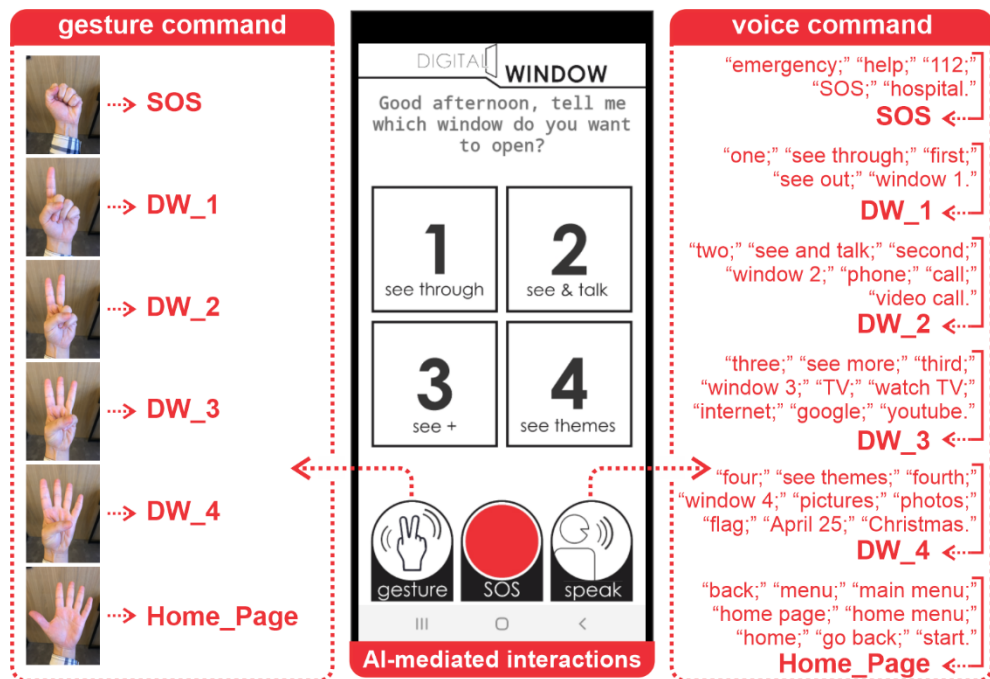 gesture command
SOS
DW_1
DW_2
DW_3
DW_4
Home_Page
DIGITAL WINDOW
Good afternoon, tell me
which window do you want
to open?
1
see through
2
see & talk
3
see +
4
see themes
gesture
SOS
speak
AI-mediated interactions
voice command
“emergency;” “help;” “112;”
“SOS;” “hospital.”
SOS
“one;” “see through;” “first;”
“see out;” “window 1.”
DW_1
“two;” “see and talk;” “second;”
“window 2;” “phone;” “call;”
“video call.”
DW_2
“three;” “see more;” “third;”
“window 3;” “TV;” “watch TV;”
“internet;” “google;” “youtube.”
DW_3
“four;” “see themes;” “fourth;”
“window 4;” “pictures;” “photos;”
“flag;” “April 25;” “Christmas.”
DW_4
“back;” “menu;” “main menu;”
“home page;” “home menu;”
“home;” “go back;” “start.”
Home_Page